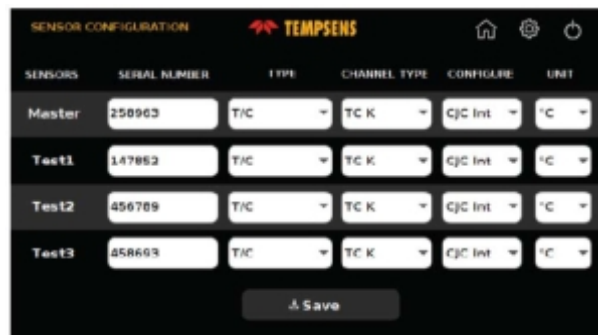 SENSOR CONFIGURATION TEMPSENS
SENSORS SERIAL NUMBER TYPE CHANNEL TYPE CONFIGURE UNIT
Master 258963 T/C TC K CJC Int °C
Test1 147852 T/C TC K CJC Int °C
Test2 456789 T/C TC K CJC Int °C
Test3 458693 T/C TC K CJC Int °C
Save